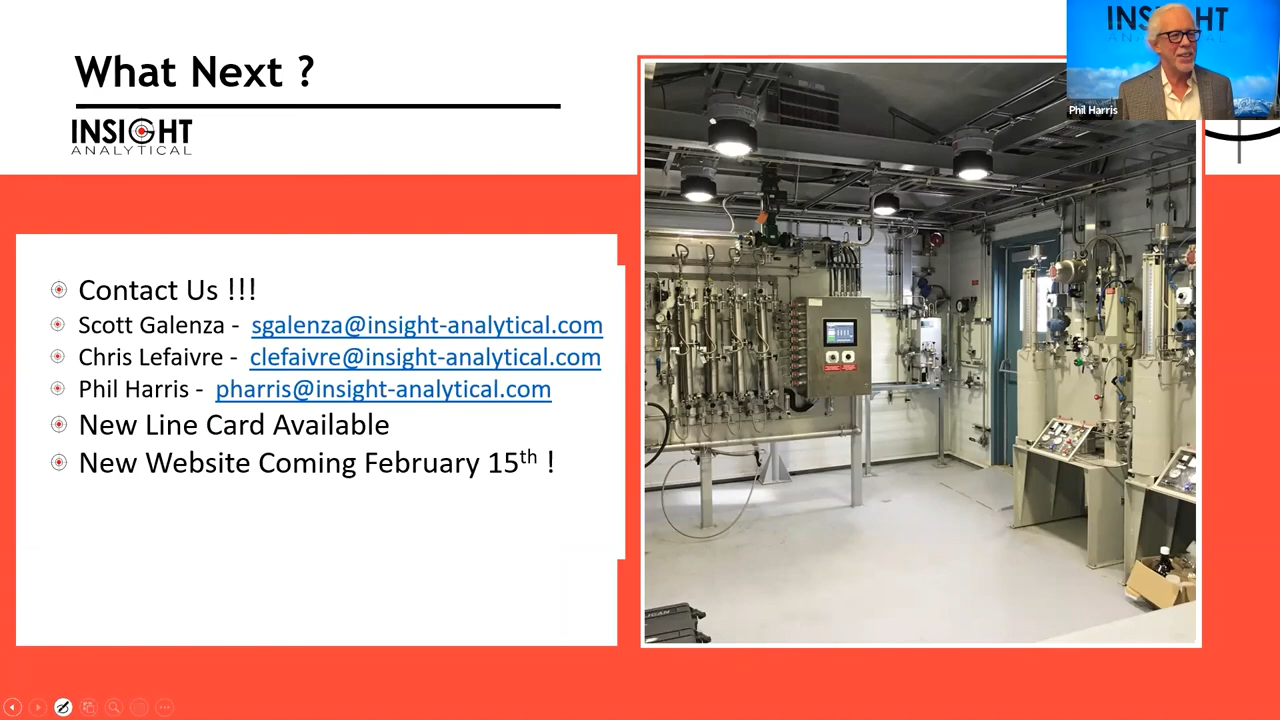 What Next ?
INSIGHT
ANALYTICAL
Contact Us !!!
Scott Galenza - sgalenza@insight-analytical.com
Chris Lefaivre - clefaivre@insight-analytical.com
Phil Harris - pharris@insight-analytical.com
New Line Card Available
New Website Coming February 15th !
Phil Harris